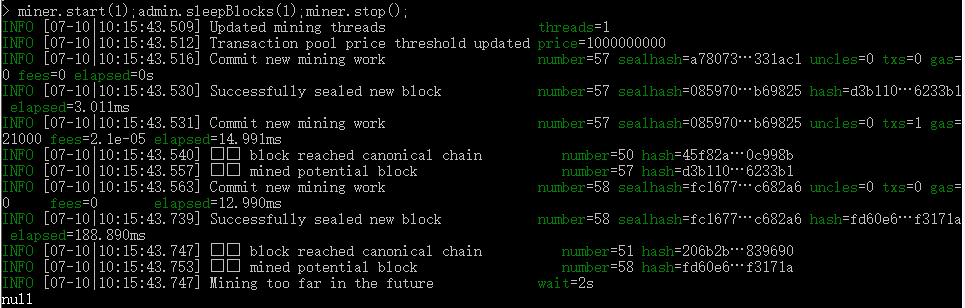 > miner.start(1);admin.sleepBlocks(1);miner.stop();
INFO [07-10|10:15:43.509] Updated mining threads threads=1
INFO [07-10|10:15:43.512] Transaction pool price threshold updated price=1000000000
INFO [07-10|10:15:43.516] Commit new mining work number=57 sealhash=a78073…331ac1 uncles=0 txs=0 gas=
0 fees=0 elapsed=0s
INFO [07-10|10:15:43.530] Successfully sealed new block number=57 sealhash=085970…b69825 hash=d3b110…6233b1
elapsed=3.011ms
INFO [07-10|10:15:43.531] Commit new mining work number=57 sealhash=085970…b69825 uncles=0 txs=1 gas=
21000 fees=2.1e-05 elapsed=14.991ms
INFO [07-10|10:15:43.540] □□ block reached canonical chain number=50 hash=45f82a…0c998b
INFO [07-10|10:15:43.557] □□ mined potential block number=57 hash=d3b110…6233b1
INFO [07-10|10:15:43.563] Commit new mining work number=58 sealhash=fc1677…c682a6 uncles=0 txs=0 gas=
0 fees=0 elapsed=12.990ms
INFO [07-10|10:15:43.739] Successfully sealed new block number=58 sealhash=fc1677…c682a6 hash=fd60e6…f3171a
elapsed=188.890ms
INFO [07-10|10:15:43.747] □□ block reached canonical chain number=51 hash=206b2b…839690
INFO [07-10|10:15:43.753] □□ mined potential block number=58 hash=fd60e6…f3171a
INFO [07-10|10:15:43.747] Mining too far in the future wait=2s
null